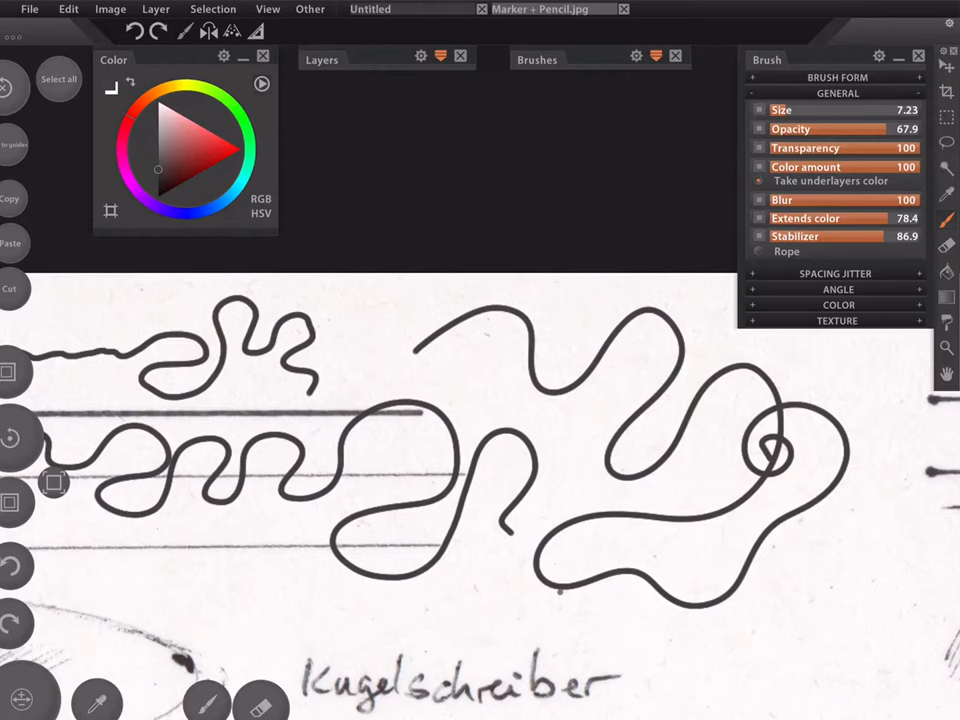 File Edit Image Layer Selection View Other Untitled Marker + Pencil.jpg
Select all
to guides
Copy
Paste
Cut
Color
RGB
HSV
Layers
Brushes
Brush
+ BRUSH FORM +
GENERAL -
Size 7.23
Opacity 67.9
Transparency 100
Color amount 100
Take underlayers color
Blur 100
Extends color 78.4
Stabilizer 86.9
Rope
+ SPACING JITTER +
+ ANGLE +
+ COLOR +
+ TEXTURE +
Kugelschreiber